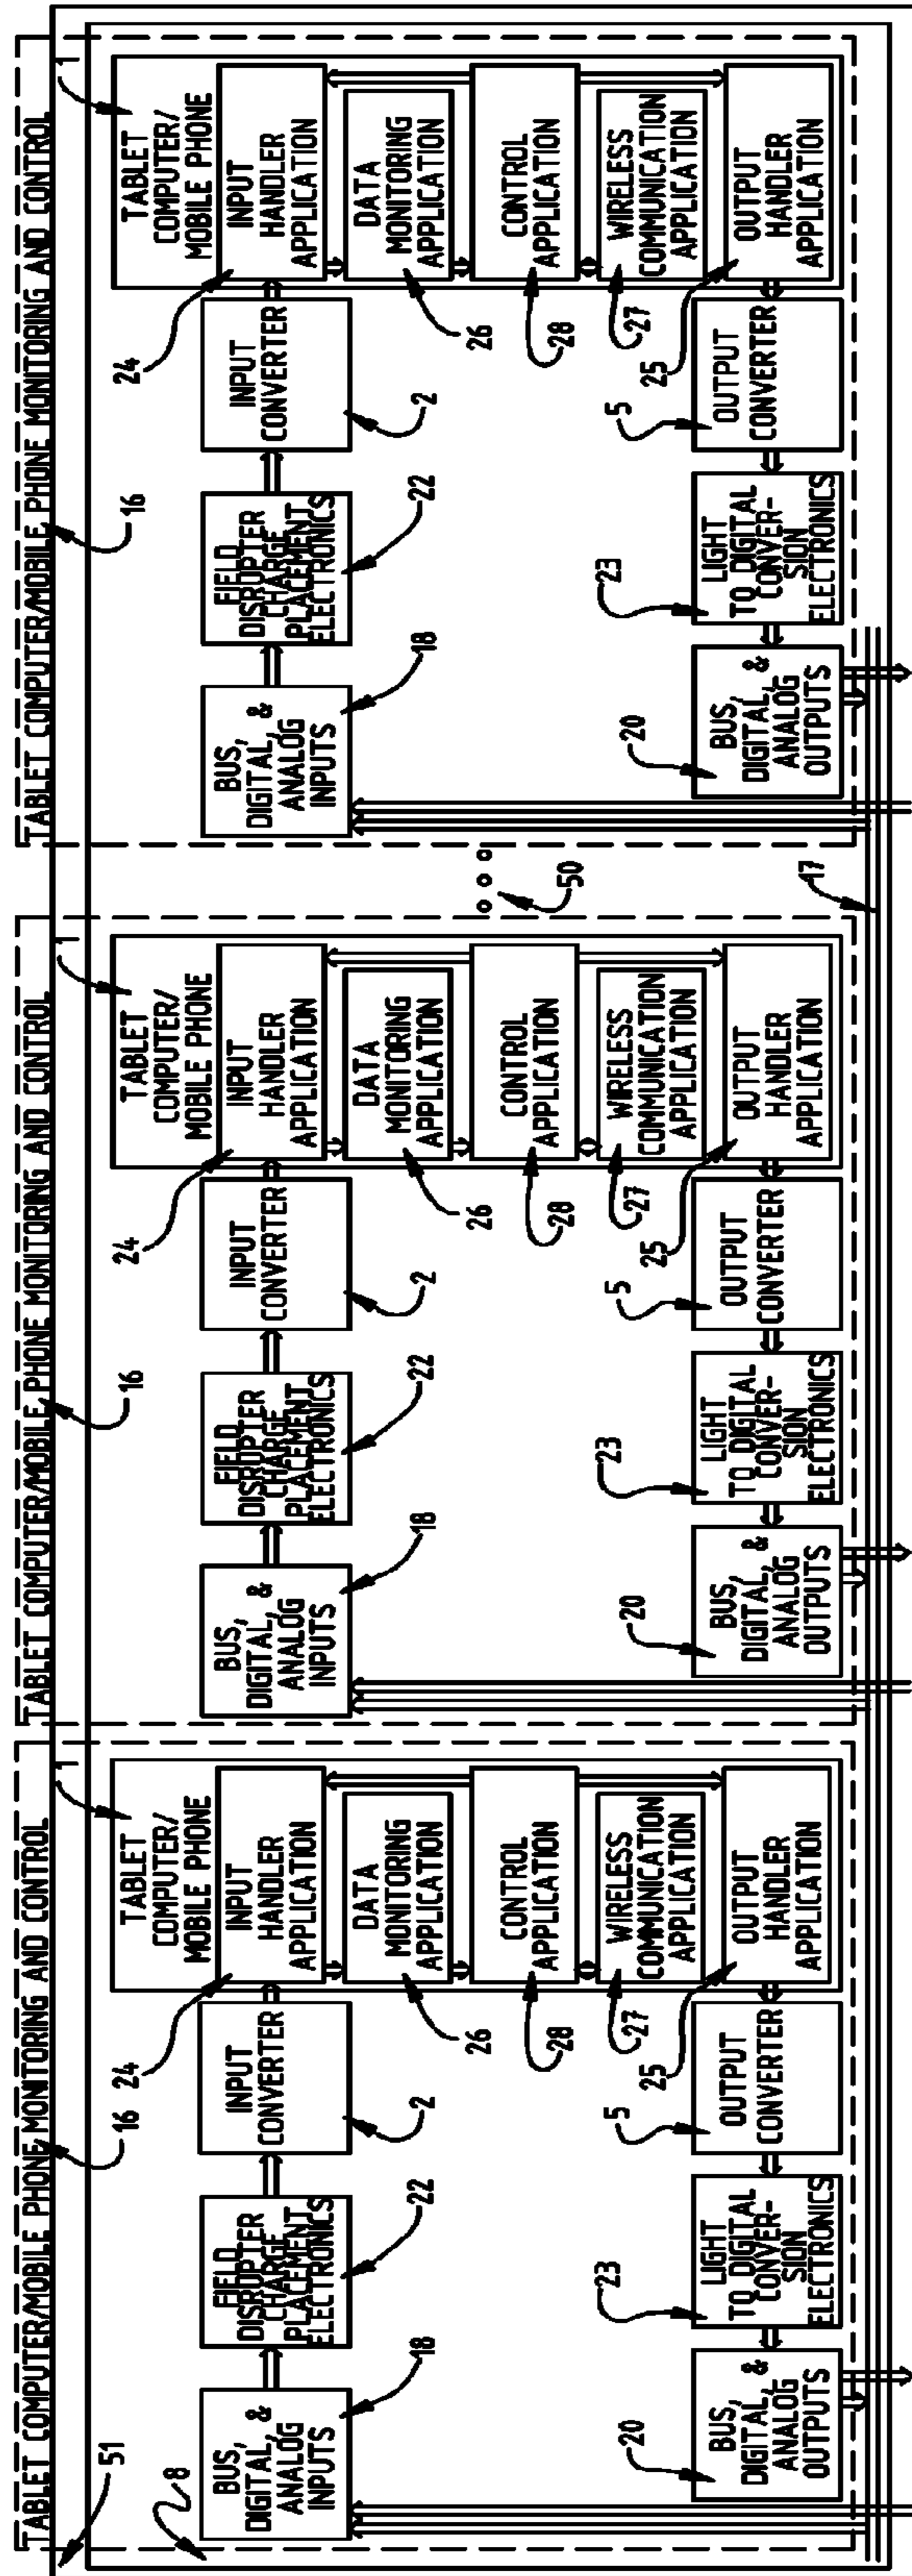 TABLET COMPUTER/MOBILE PHONE MONITORING AND CONTROL
51
16
1
8
TABLET
COMPUTER/
MOBILE PHONE
BUS,
DIGITAL, &
ANALOG
INPUTS
18
FIELD
DISRUPTER
CHARGE
PLACEMENT
ELECTRONICS
22
INPUT
CONVERTER
2
24
INPUT
HANDLER
APPLICATION
DATA
MONITORING
APPLICATION
26
CONTROL
APPLICATION
28
WIRELESS
COMMUNICATION
APPLICATION
27
OUTPUT
HANDLER
APPLICATION
25
OUTPUT
CONVERTER
5
LIGHT
TO DIGITAL
CONVER-
SION
ELECTRONICS
23
BUS,
DIGITAL, &
ANALOG
OUTPUTS
20
TABLET COMPUTER/MOBILE PHONE MONITORING AND CONTROL
16
1
TABLET
COMPUTER/
MOBILE PHONE
BUS,
DIGITAL, &
ANALOG
INPUTS
18
FIELD
DISRUPTER
CHARGE
PLACEMENT
ELECTRONICS
22
INPUT
CONVERTER
2
24
INPUT
HANDLER
APPLICATION
DATA
MONITORING
APPLICATION
26
CONTROL
APPLICATION
28
WIRELESS
COMMUNICATION
APPLICATION
27
OUTPUT
HANDLER
APPLICATION
25
OUTPUT
CONVERTER
5
LIGHT
TO DIGITAL
CONVER-
SION
ELECTRONICS
23
BUS,
DIGITAL, &
ANALOG
OUTPUTS
20
50
17
TABLET COMPUTER/MOBILE PHONE MONITORING AND CONTROL
16
1
TABLET
COMPUTER/
MOBILE PHONE
BUS,
DIGITAL, &
ANALOG
INPUTS
18
FIELD
DISRUPTER
CHARGE
PLACEMENT
ELECTRONICS
22
INPUT
CONVERTER
2
24
INPUT
HANDLER
APPLICATION
DATA
MONITORING
APPLICATION
26
CONTROL
APPLICATION
28
WIRELESS
COMMUNICATION
APPLICATION
27
OUTPUT
HANDLER
APPLICATION
25
OUTPUT
CONVERTER
5
LIGHT
TO DIGITAL
CONVER-
SION
ELECTRONICS
23
BUS,
DIGITAL, &
ANALOG
OUTPUTS
20